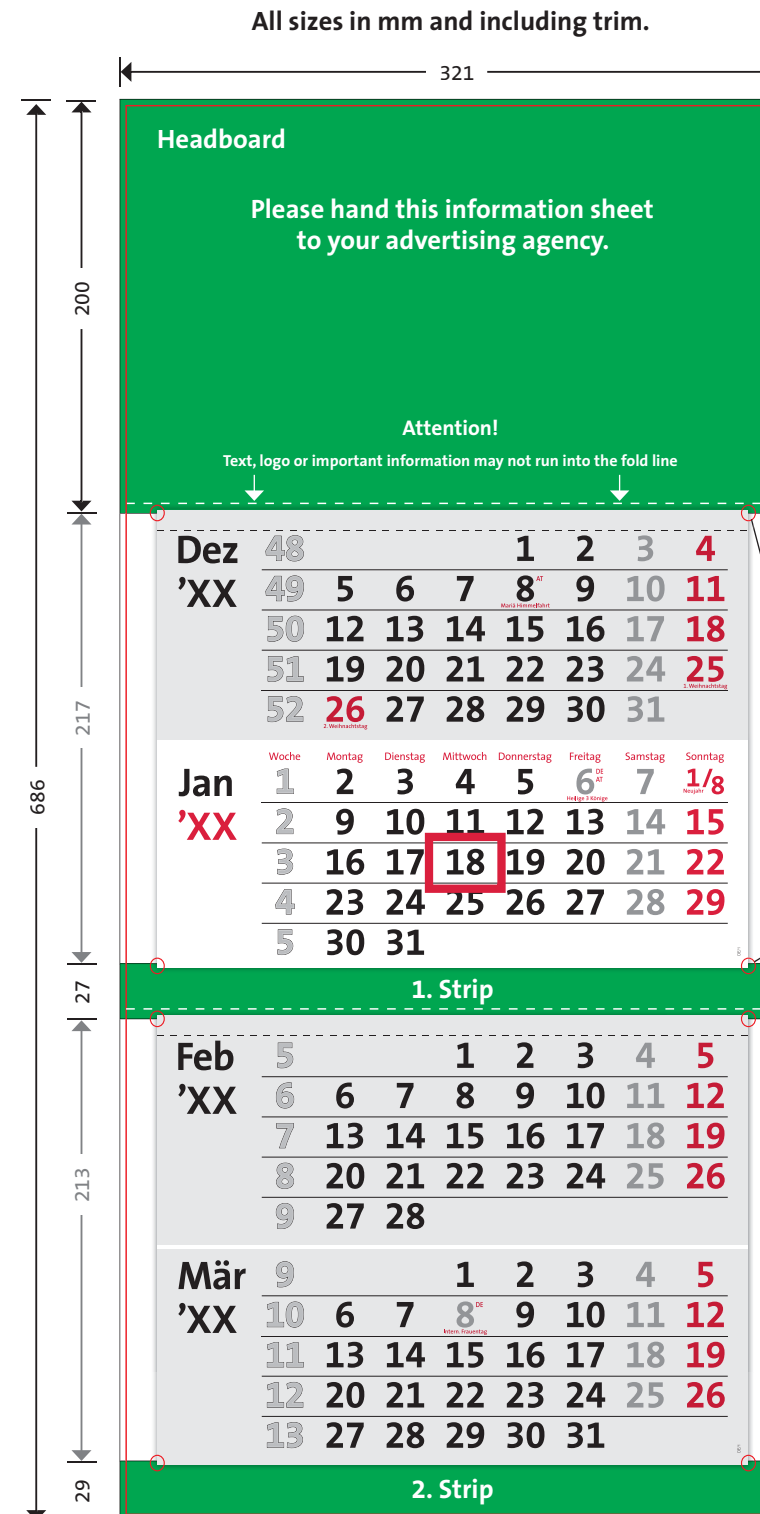 All sizes in mm and including trim.
321
Headboard
Please hand this information sheet
to your advertising agency.
200
Attention!
Text, logo or important information may not run into the fold line
Dez 48 1 2 3 4
’XX 49 5 6 7 8 AT 9 10 11
Mariä Himmelfahrt
50 12 13 14 15 16 17 18
51 19 20 21 22 23 24 25
1. Weihnachtstag
52 26 27 28 29 30 31
2. Weihnachtstag
217
686
Woche Montag Dienstag Mittwoch Donnerstag Freitag Samstag Sonntag
Jan 1 2 3 4 5 6 DE AT 7 1/8
Heilige 3 Könige Neujahr
’XX 2 9 10 11 12 13 14 15
3 16 17 18 19 20 21 22
4 23 24 25 26 27 28 29
5 30 31
27
1. Strip
Feb 5 1 2 3 4 5
’XX 6 6 7 8 9 10 11 12
7 13 14 15 16 17 18 19
8 20 21 22 23 24 25 26
9 27 28
213
Mär 9 1 2 3 4 5
’XX 10 6 7 8 DE 9 10 11 12
Intern. Frauentag
11 13 14 15 16 17 18 19
12 20 21 22 23 24 25 26
13 27 28 29 30 31
29
2. Strip